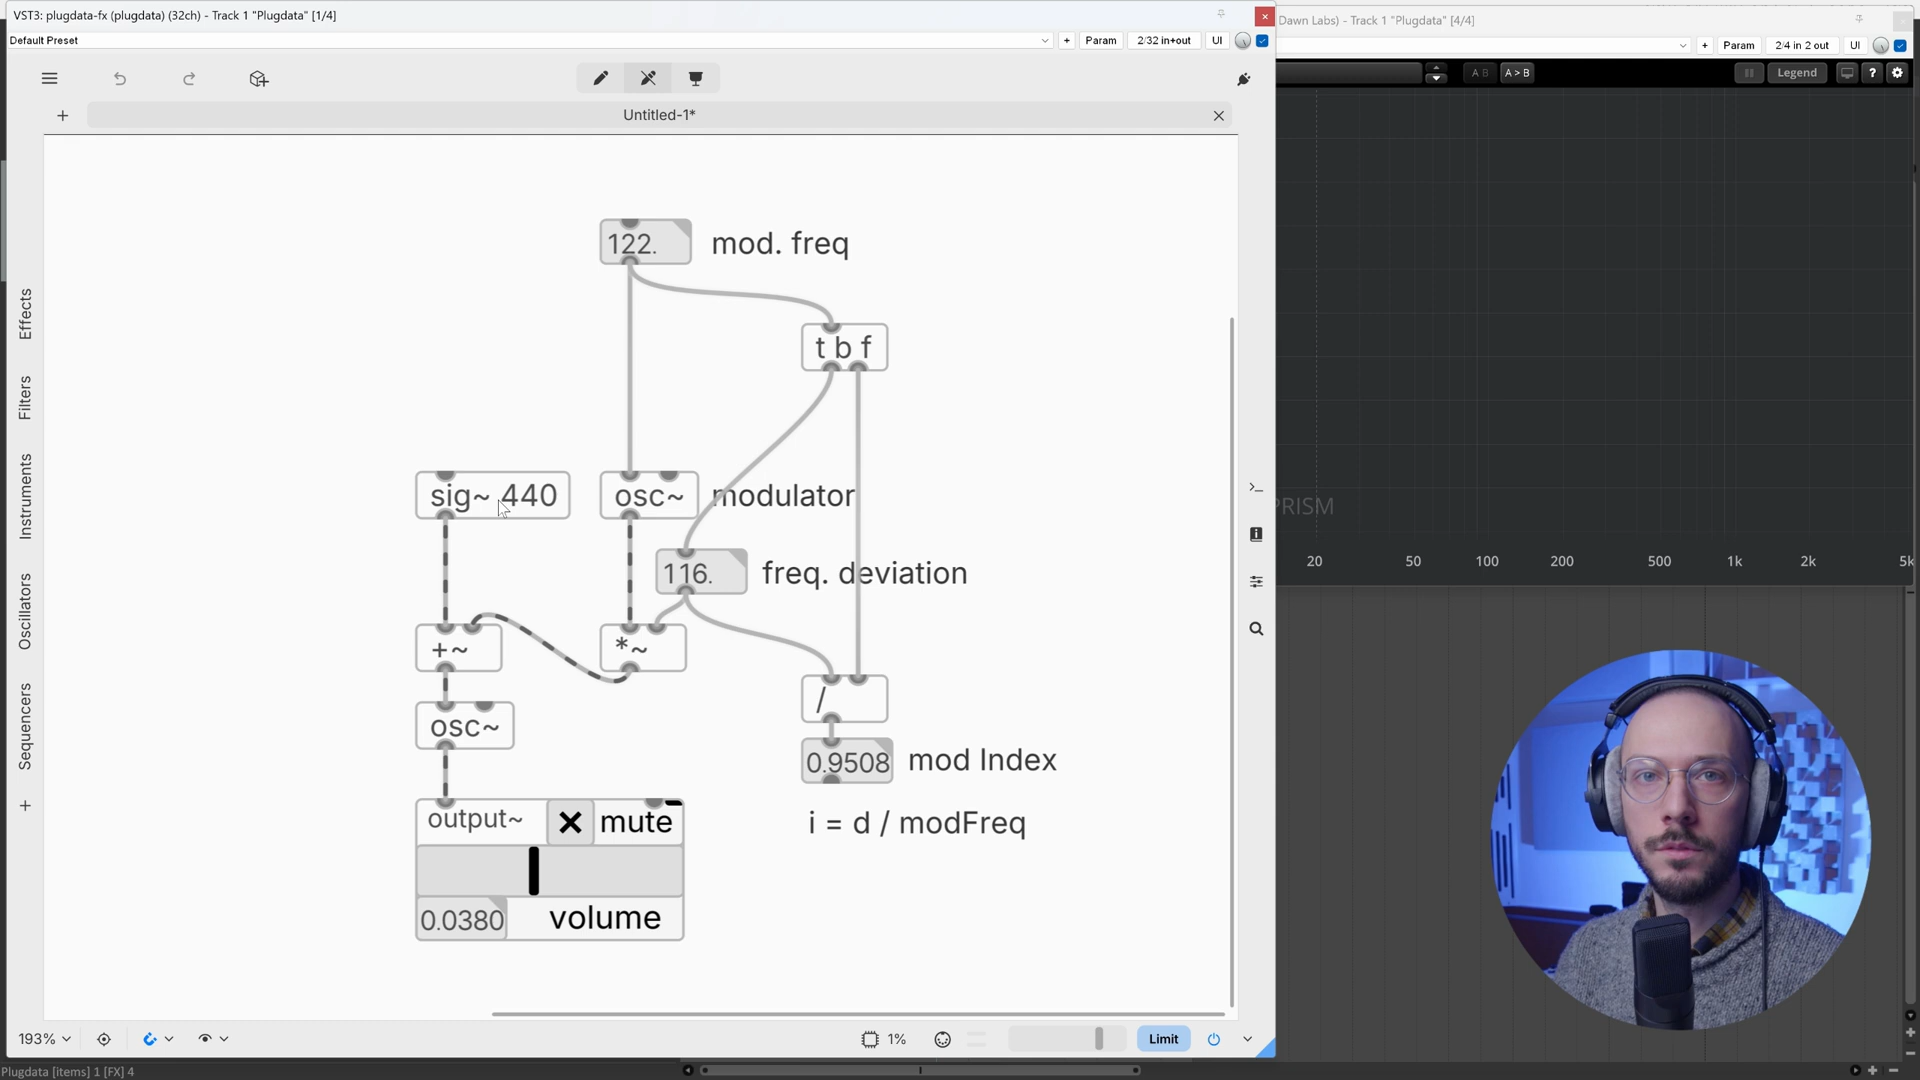 VST3: plugdata-fx (plugdata) (32ch) - Track 1 "Plugdata" [1/4]
Dawn Labs) - Track 1 "Plugdata" [4/4]
Default Preset
+
Param
2/32 in+out
UI
+
Param
2/4 in 2 out
UI
A B
A > B
Legend
?
Untitled-1*
122.
mod. freq
t b f
sig~ 440
osc~
modulator
116.
freq. deviation
+~
*~
/
osc~
0.9508
mod Index
output~
mute
i = d / modFreq
0.0380
volume
Effects
Filters
Instruments
Oscillators
Sequencers
+
PRISM
20
50
100
200
500
1k
2k
5k
193%
1%
Limit
Plugdata [items] 1 [FX] 4